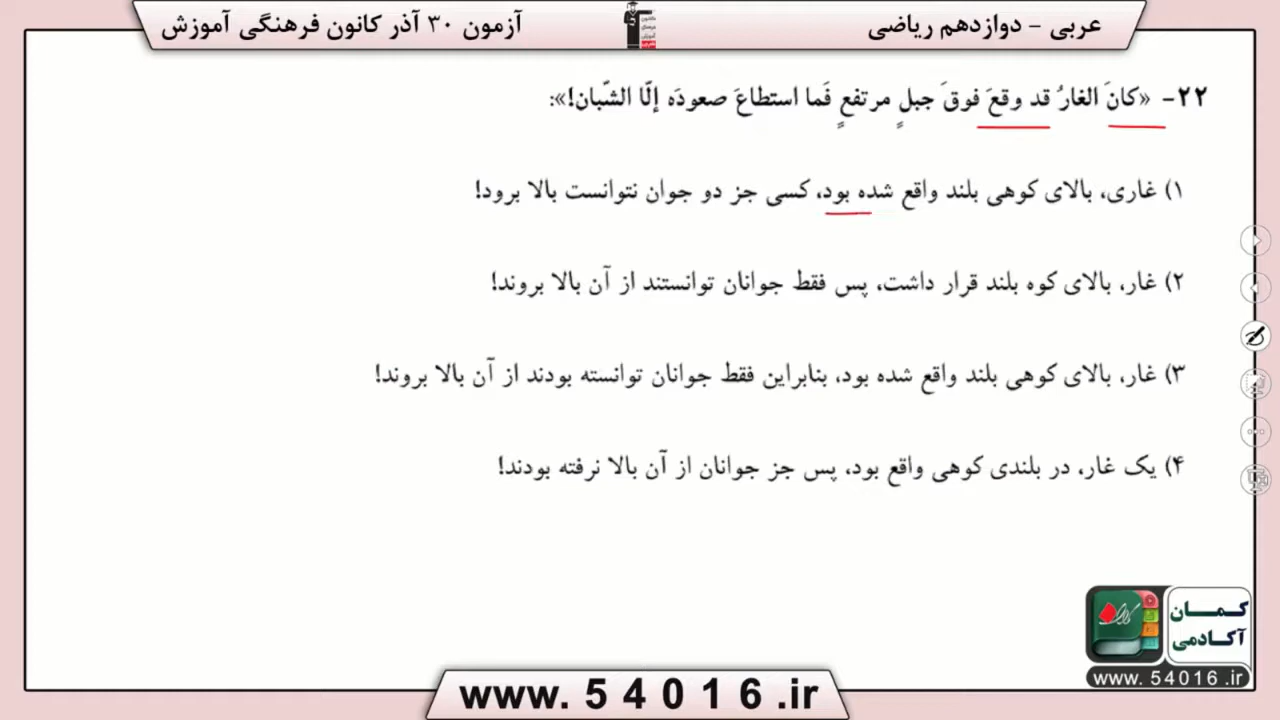 عربی - دوازدهم ریاضی
آزمون ۳۰ آذر کانون فرهنگی آموزش
۲۲- «کانَ الغارُ قد وقعَ فوقَ جبلٍ مرتفعٍ فَما استطاعَ صعودَه إلّا الشّبان!»:
۱) غاری، بالای کوهی بلند واقع شده بود، کسی جز دو جوان نتوانست بالا برود!
۲) غار، بالای کوه بلند قرار داشت، پس فقط جوانان توانستند از آن بالا بروند!
۳) غار، بالای کوهی بلند واقع شده بود، بنابراین فقط جوانان توانسته بودند از آن بالا بروند!
۴) یک غار، در بلندی کوهی واقع بود، پس جز جوانان از آن بالا نرفته بودند!
کـمـــان
آکـادمی
www. 54016 .ir
www. 5 4 0 1 6 .ir